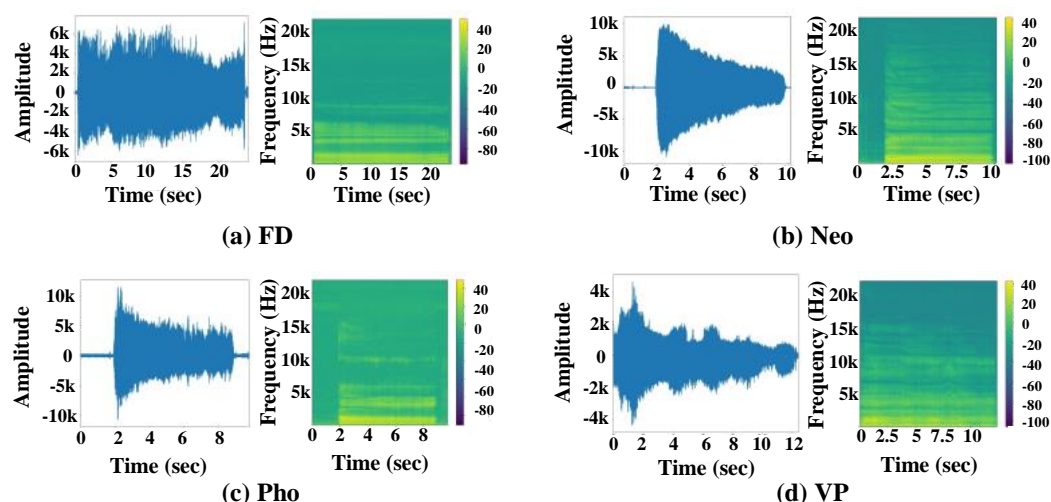 Amplitude
6k
4k
2k
0
-2k
-4k
-6k
0 5 10 15 20
Time (sec)
Frequency (Hz)
20k
15k
10k
5k
0 5 10 15 20
Time (sec)
40
20
0
-20
-40
-60
-80
(a) FD
Amplitude
10k
5k
0
-5k
-10k
0 2 4 6 8 10
Time (sec)
Frequency (Hz)
20k
15k
10k
5k
0 2.5 5 7.5 10
Time (sec)
40
20
0
-20
-40
-60
-80
-100
(b) Neo
Amplitude
10k
5k
0
-5k
-10k
0 2 4 6 8
Time (sec)
Frequency (Hz)
20k
15k
10k
5k
0 2 4 6 8
Time (sec)
40
20
0
-20
-40
-60
-80
(c) Pho
Amplitude
4k
2k
0
-2k
-4k
0 2 4 6 8 10 12
Time (sec)
Frequency (Hz)
20k
15k
10k
5k
0 2.5 5 7.5 10
Time (sec)
40
20
0
-20
-40
-60
-80
-100
(d) VP